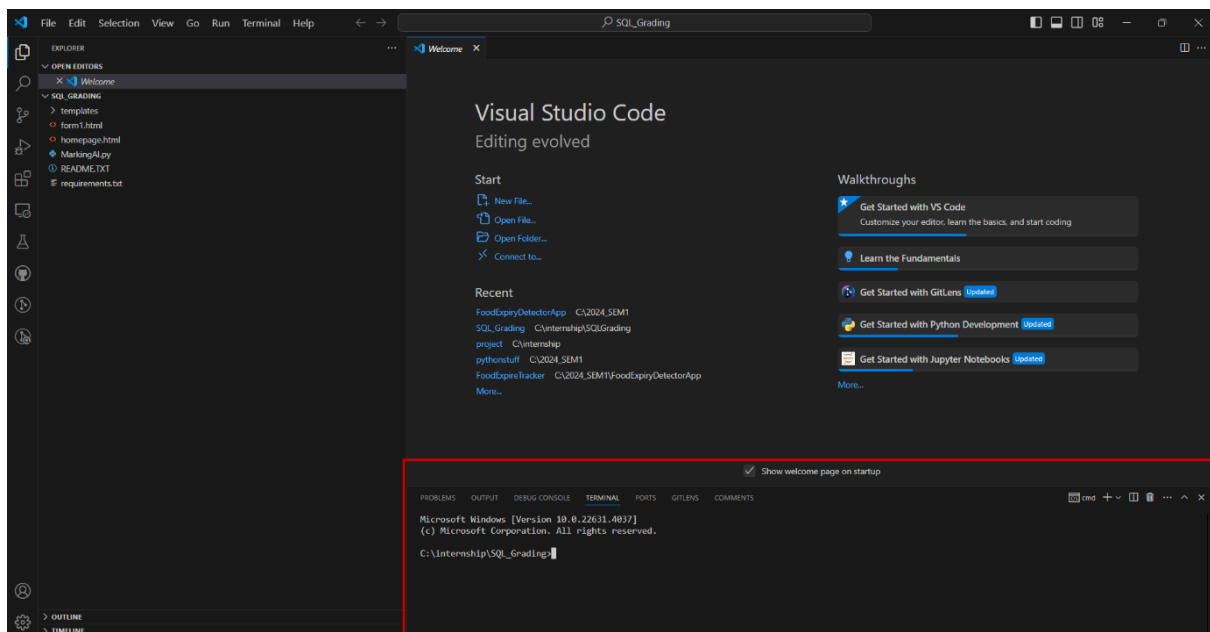 File Edit Selection View Go Run Terminal Help
SQL_Grading
EXPLORER
OPEN EDITORS
Welcome
SQL_GRADING
templates
form1.html
homepage.html
MarkingAI.py
README.TXT
requirements.txt
OUTLINE
TIMELINE
Welcome
Visual Studio Code
Editing evolved
Start
New File...
Open File...
Open Folder...
Connect to...
Recent
FoodExpiryDetectorApp C:\2024_SEM1
SQL_Grading C:\internship\SQLGrading
project C:\internship
pythonstuff C:\2024_SEM1
FoodExpireTracker C:\2024_SEM1\FoodExpiryDetectorApp
More...
Walkthroughs
Get Started with VS Code
Customize your editor, learn the basics, and start coding
Learn the Fundamentals
Get Started with GitLens Updated
Get Started with Python Development Updated
Get Started with Jupyter Notebooks Updated
More...
Show welcome page on startup
PROBLEMS OUTPUT DEBUG CONSOLE TERMINAL PORTS GITLENS COMMENTS
cmd
Microsoft Windows [Version 10.0.22631.4037]
(c) Microsoft Corporation. All rights reserved.
C:\internship\SQL_Grading>